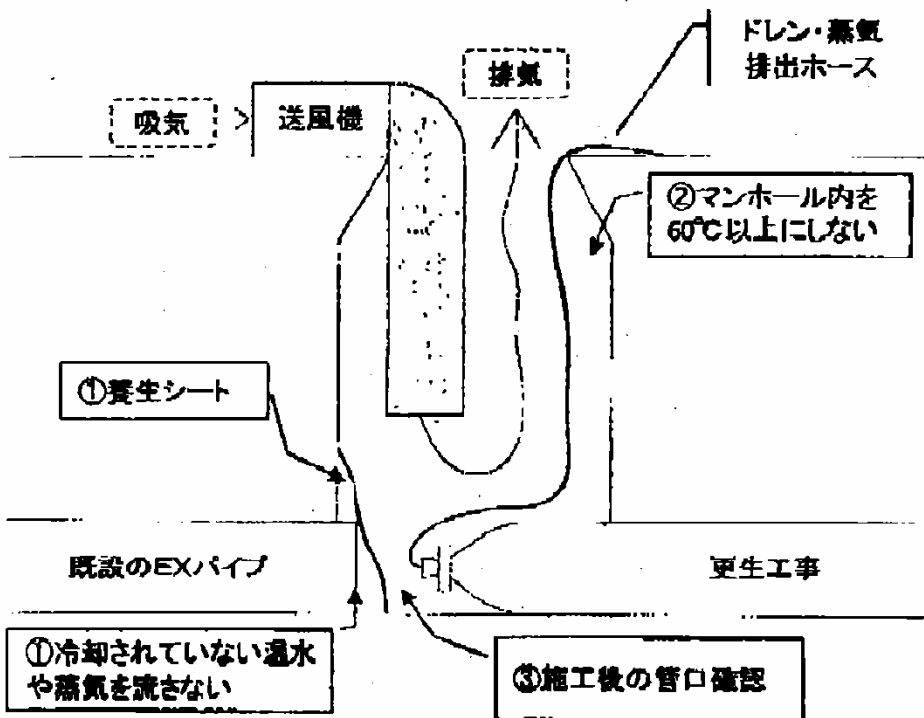 ドレン・蒸気
排出ホース
排気
吸気
送風機
②マンホール内を
60℃以上にしない
①養生シート
既設のEXパイプ
更生工事
①冷却されていない温水
や蒸気を流さない
③施工後の管口確認